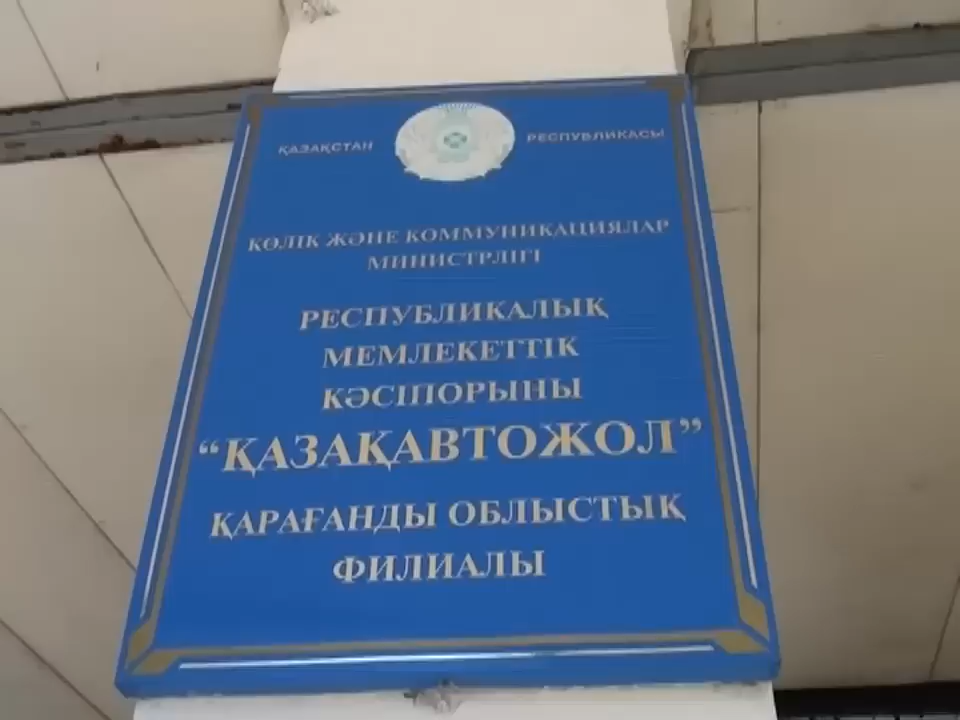 ҚАЗАҚСТАН РЕСПУБЛИКАСЫ
КӨЛІК ЖӘНЕ КОММУНИКАЦИЯЛАР
МИНИСТРЛІГІ
РЕСПУБЛИКАЛЫҚ
МЕМЛЕКЕТТІК
КӘСІПОРЫНЫ
“ҚАЗАҚАВТОЖОЛ”
ҚАРАҒАНДЫ ОБЛЫСТЫҚ
ФИЛИАЛЫ